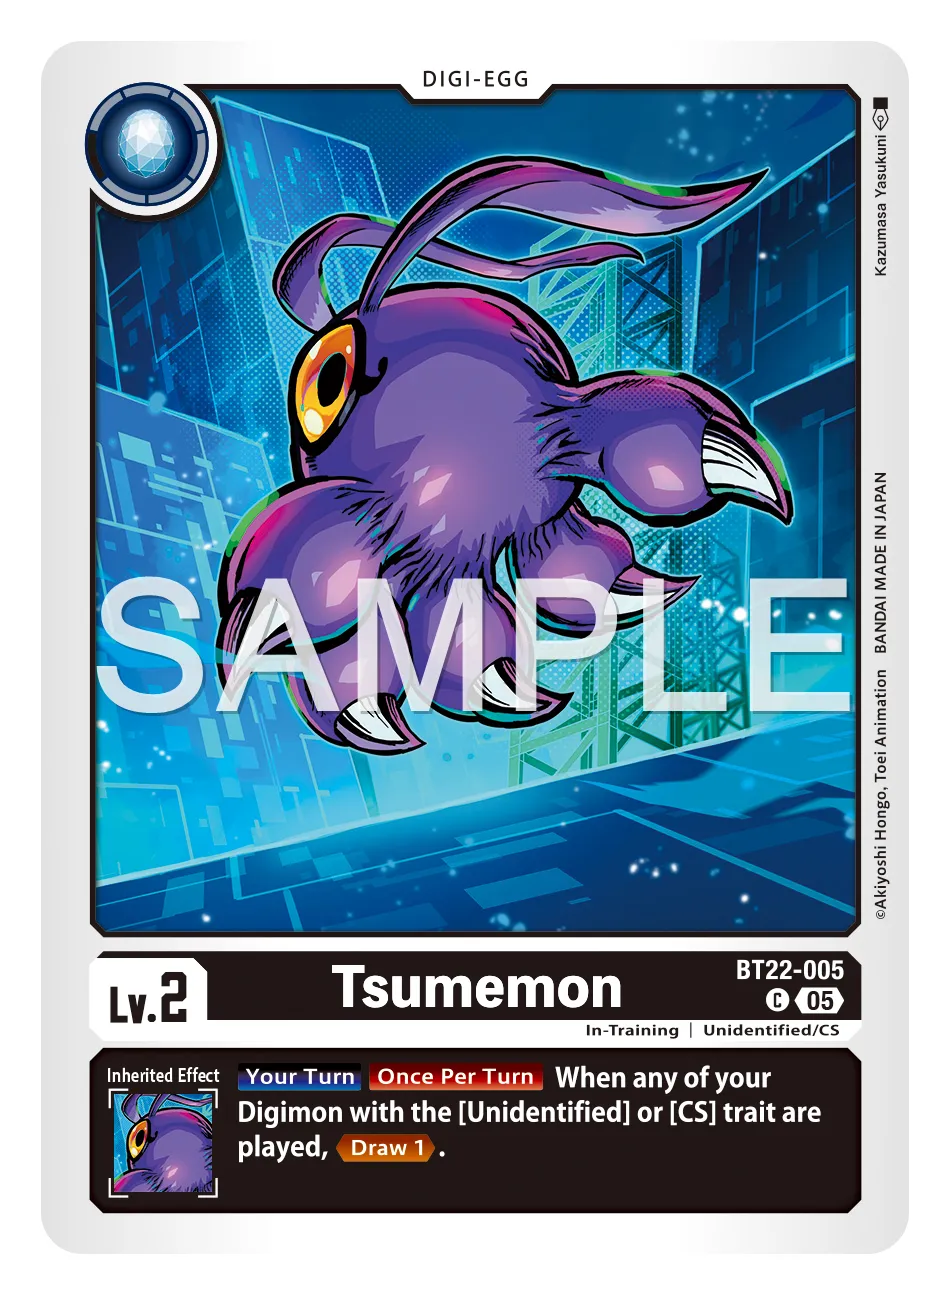 DIGI-EGG
Kazumasa Yasukuni
SAMPLE
©Akiyoshi Hongo, Toei Animation BANDAI MADE IN JAPAN
Lv.2
Tsumemon
BT22-005
C 05
In-Training | Unidentified/CS
Inherited Effect
Your Turn Once Per Turn When any of your
Digimon with the [Unidentified] or [CS] trait are
played, Draw 1 .